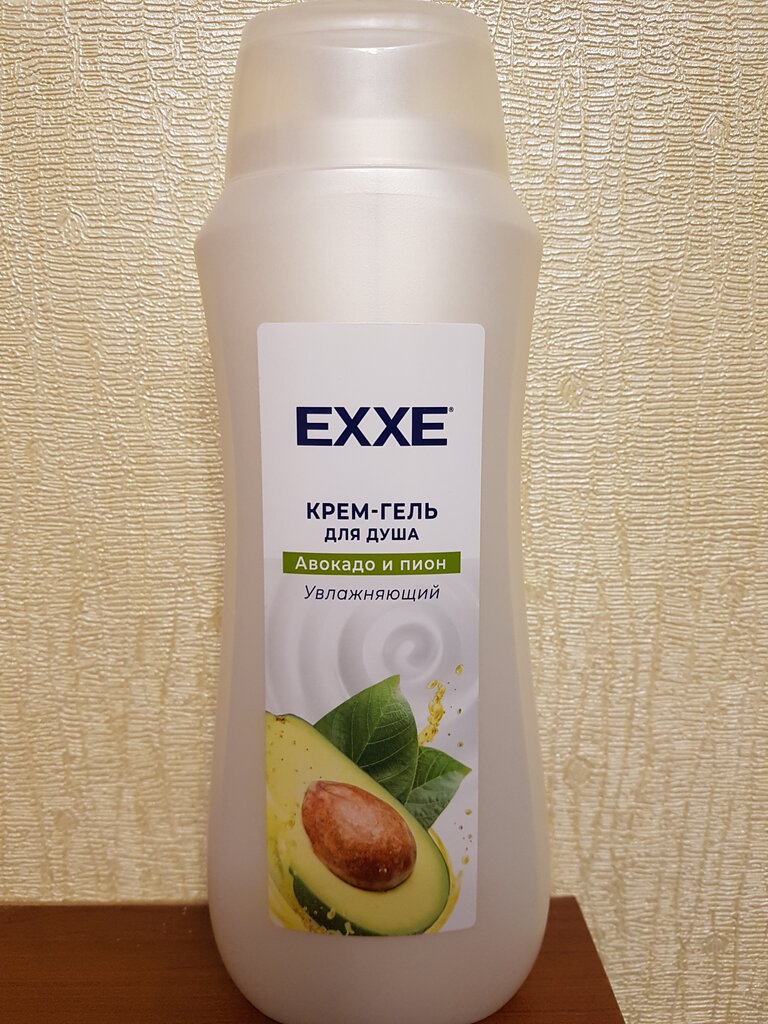 EXXE®
КРЕМ-ГЕЛЬ
ДЛЯ ДУША
Авокадо и пион
Увлажняющий